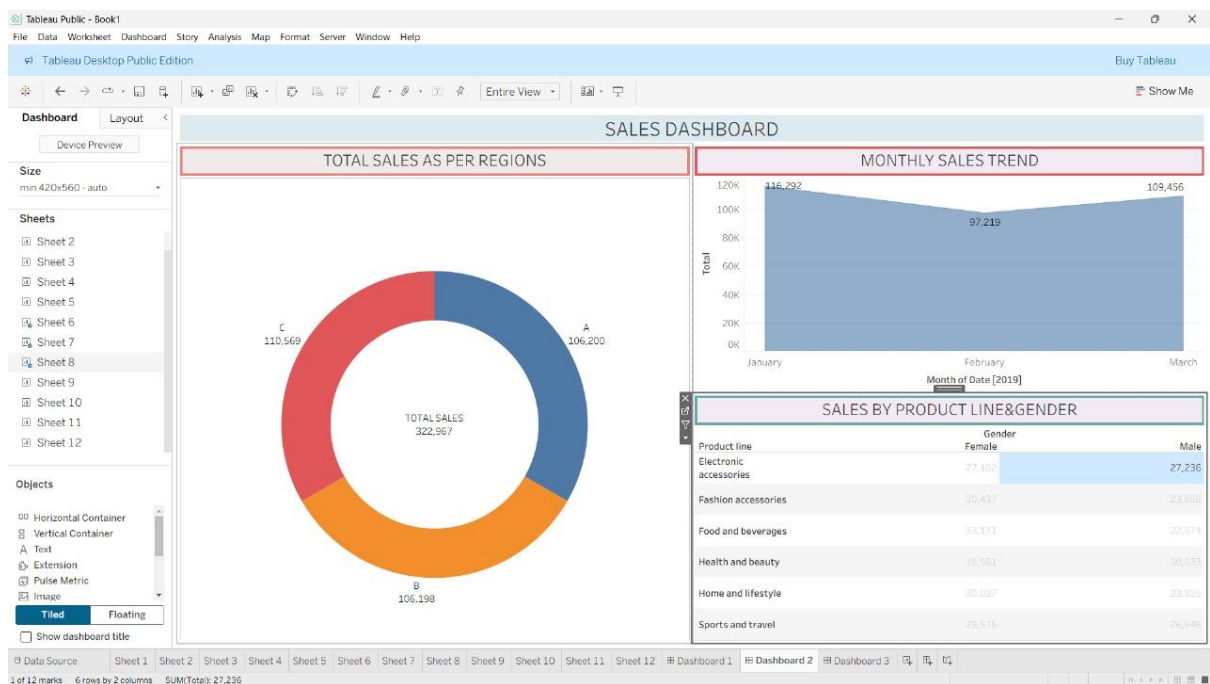 Tableau Public - Book1
File Data Worksheet Dashboard Story Analysis Map Format Server Window Help
Tableau Desktop Public Edition Buy Tableau
Entire View Show Me
Dashboard Layout
Device Preview
Size
min 420x560 - auto
Sheets
Sheet 2
Sheet 3
Sheet 4
Sheet 5
Sheet 6
Sheet 7
Sheet 8
Sheet 9
Sheet 10
Sheet 11
Sheet 12
Objects
Horizontal Container
Vertical Container
Text
Extension
Pulse Metric
Image
Tiled Floating
Show dashboard title
SALES DASHBOARD
TOTAL SALES AS PER REGIONS
C
110,569
A
106,200
TOTAL SALES
322,967
B
106,198
MONTHLY SALES TREND
120K
100K
80K
60K
40K
20K
0K
Total
116,292
97,219
109,456
January February March
Month of Date [2019]
SALES BY PRODUCT LINE&GENDER
Gender
Product line Female Male
Electronic
accessories 27,102 27,236
Fashion accessories 30,437 23,868
Food and beverages 33,171 22,974
Health and beauty 18,561 30,633
Home and lifestyle 30,037 23,825
Sports and travel 28,575 26,548
Data Source Sheet 1 Sheet 2 Sheet 3 Sheet 4 Sheet 5 Sheet 6 Sheet 7 Sheet 8 Sheet 9 Sheet 10 Sheet 11 Sheet 12 Dashboard 1 Dashboard 2 Dashboard 3
1 of 12 marks 6 rows by 2 columns SUM(Total): 27,236